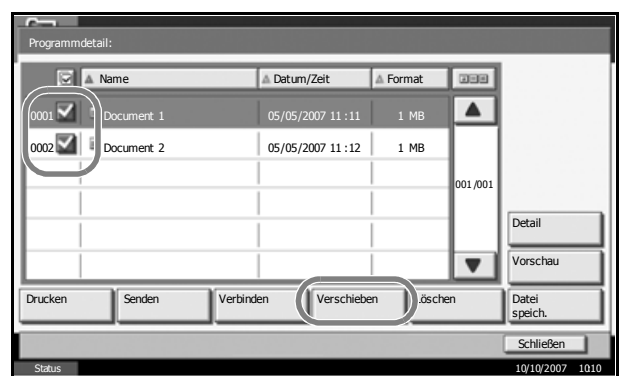 Programmdetail:
Name Datum/Zeit Format
0001 Document 1 05/05/2007 11:11 1 MB
0002 Document 2 05/05/2007 11:12 1 MB
001/001
Detail
Vorschau
Drucken Senden Verbinden Verschieben Löschen Datei
speich.
Schließen
Status 10/10/2007 1010